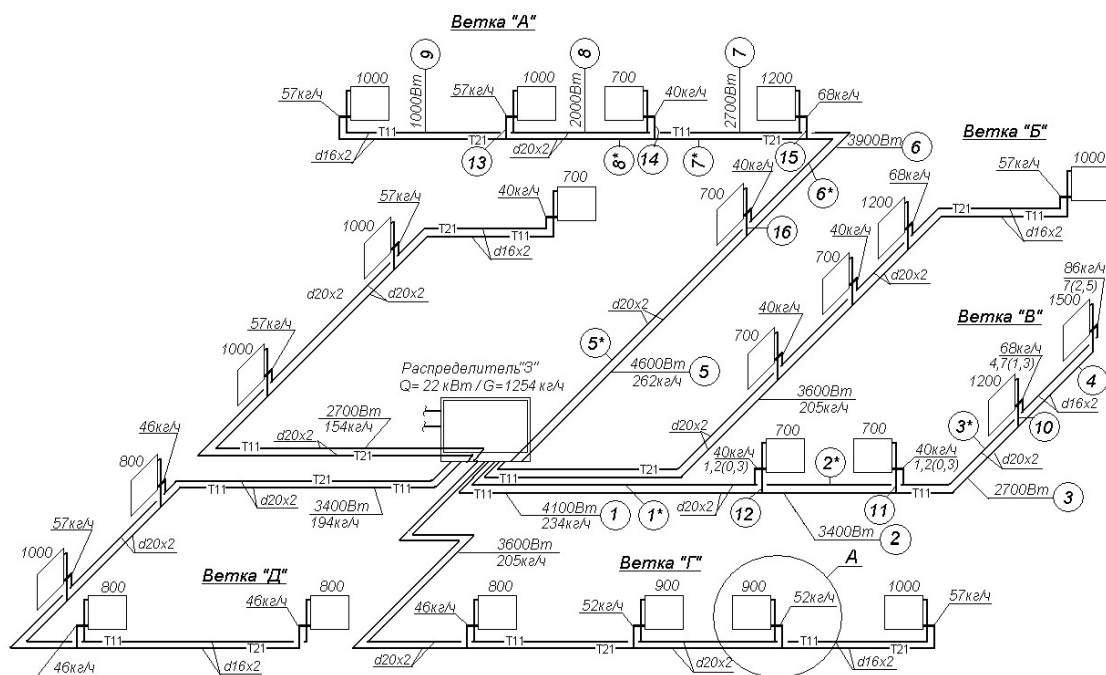 Ветка "А"
9
8
7
1000
1000
700
1200
57кг/ч
1000Вт
57кг/ч
2000Вт
40кг/ч
2700Вт
68кг/ч
Т11
Т21
Т11
Т21
d16x2
13
d20x2
8*
14
7*
15
3900Вт
6
6*
Ветка "Б"
57кг/ч
1000
Т21
Т11
d16x2
68кг/ч
1200
40кг/ч
700
d20x2
40кг/ч
700
16
57кг/ч
40кг/ч
700
1000
Т21
Т11
d16x2
d20x2
d20x2
57кг/ч
1000
d20x2
5*
4600Вт
262кг/ч
5
40кг/ч
700
3600Вт
205кг/ч
d20x2
Ветка "В"
86кг/ч
7(2,5)
1500
4
68кг/ч
4,7(1,3)
1200
d16x2
10
3*
d20x2
2700Вт
3
Распределитель"3"
Q= 22 кВт / G=1254 кг/ч
2700Вт
154кг/ч
d20x2
Т11
Т21
46кг/ч
800
Т21
Т11
Т11
d20x2
3400Вт
194кг/ч
700
700
40кг/ч
1,2(0,3)
2*
40кг/ч
1,2(0,3)
Т21
Т21
Т11
Т11
4100Вт
234кг/ч
1
1*
d20x2
12
3400Вт
2
11
57кг/ч
1000
d20x2
3600Вт
205кг/ч
Ветка "Д"
800
46кг/ч
800
Т11
Т21
46кг/ч
d16x2
Ветка "Г"
А
46кг/ч
800
52кг/ч
900
900
52кг/ч
1000
57кг/ч
Т11
Т21
Т11
Т21
d20x2
d20x2
d16x2